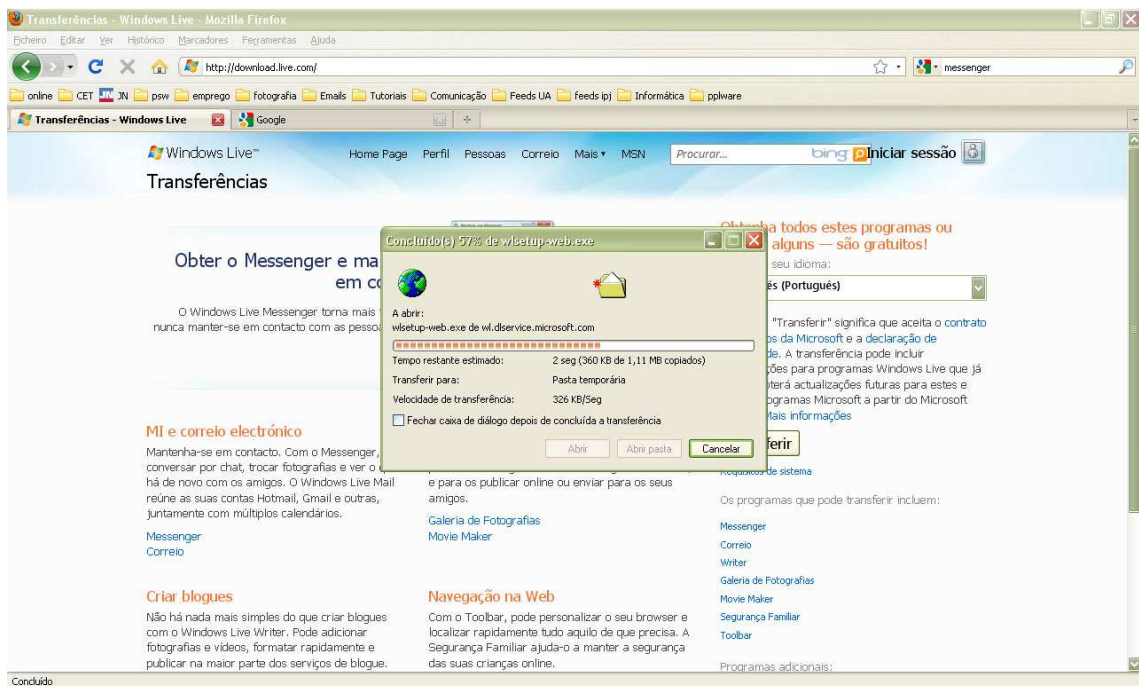 Transferências - Windows Live - Mozilla Firefox
Ficheiro Editar Ver Histórico Marcadores Ferramentas Ajuda
http://download.live.com/
messenger
online CET JN psw emprego fotografia Emails Tutoriais Comunicação Feeds UA feeds ipj Informática pplware
Transferências - Windows Live Google
Windows Live™ Home Page Perfil Pessoas Correio Mais MSN Procurar... bing Iniciar sessão
Transferências
Obter o Messenger e ma
em co
O Windows Live Messenger torna mais
nunca manter-se em contacto com as pesso
Concluído(s) 57% de wlsetup-web.exe
A abrir:
wlsetup-web.exe de wl.dlservice.microsoft.com
Tempo restante estimado: 2 seg (360 KB de 1,11 MB copiados)
Transferir para: Pasta temporária
Velocidade de transferência: 326 KB/Seg
Fechar caixa de diálogo depois de concluída a transferência
Abrir Abrir pasta Cancelar
Obtenha todos estes programas ou
alguns — são gratuitos!
seu idioma:
ês (Português)
"Transferir" significa que aceita o contrato
os da Microsoft e a declaração de
de. A transferência pode incluir
ções para programas Windows Live que já
terá actualizações futuras para estes e
ogramas Microsoft a partir do Microsoft
Mais informações
ferir
Requisitos de sistema
Os programas que pode transferir incluem:
Messenger
Correio
Writer
Galeria de Fotografias
Movie Maker
Segurança Familiar
Toolbar
Programas adicionais:
MI e correio electrónico
Mantenha-se em contacto. Com o Messenger,
conversar por chat, trocar fotografias e ver o
há de novo com os amigos. O Windows Live Mail
reúne as suas contas Hotmail, Gmail e outras,
juntamente com múltiplos calendários.
Messenger
Correio
e para os publicar online ou enviar para os seus
amigos.
Galeria de Fotografias
Movie Maker
Criar blogues
Não há nada mais simples do que criar blogues
com o Windows Live Writer. Pode adicionar
fotografias e vídeos, formatar rapidamente e
publicar na maior parte dos serviços de blogue.
Navegação na Web
Com o Toolbar, pode personalizar o seu browser e
localizar rapidamente tudo aquilo de que precisa. A
Segurança Familiar ajuda-o a manter a segurança
das suas crianças online.
Concluído